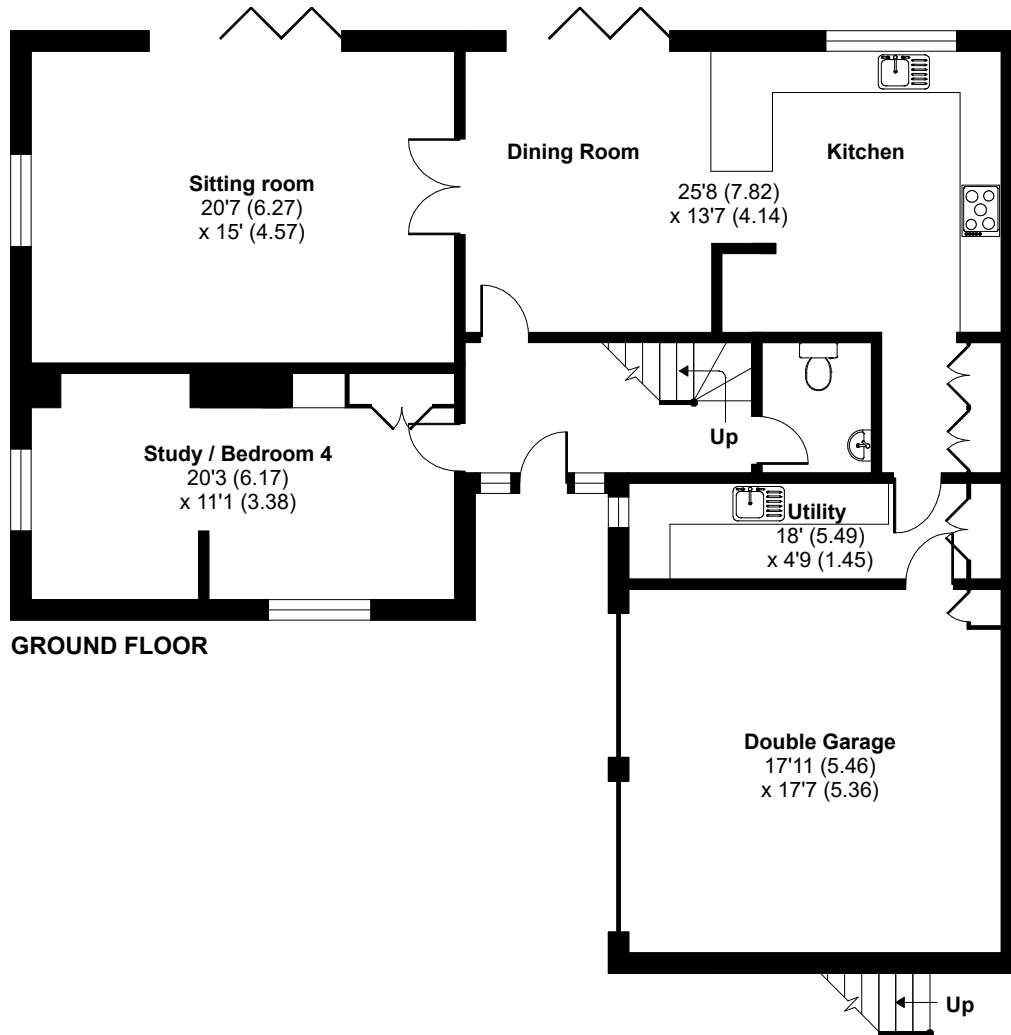 Sitting room
20'7 (6.27)
x 15' (4.57)
Dining Room
Kitchen
25'8 (7.82)
x 13'7 (4.14)
Up
Study / Bedroom 4
20'3 (6.17)
x 11'1 (3.38)
Utility
18' (5.49)
x 4'9 (1.45)
GROUND FLOOR
Double Garage
17'11 (5.46)
x 17'7 (5.36)
Up